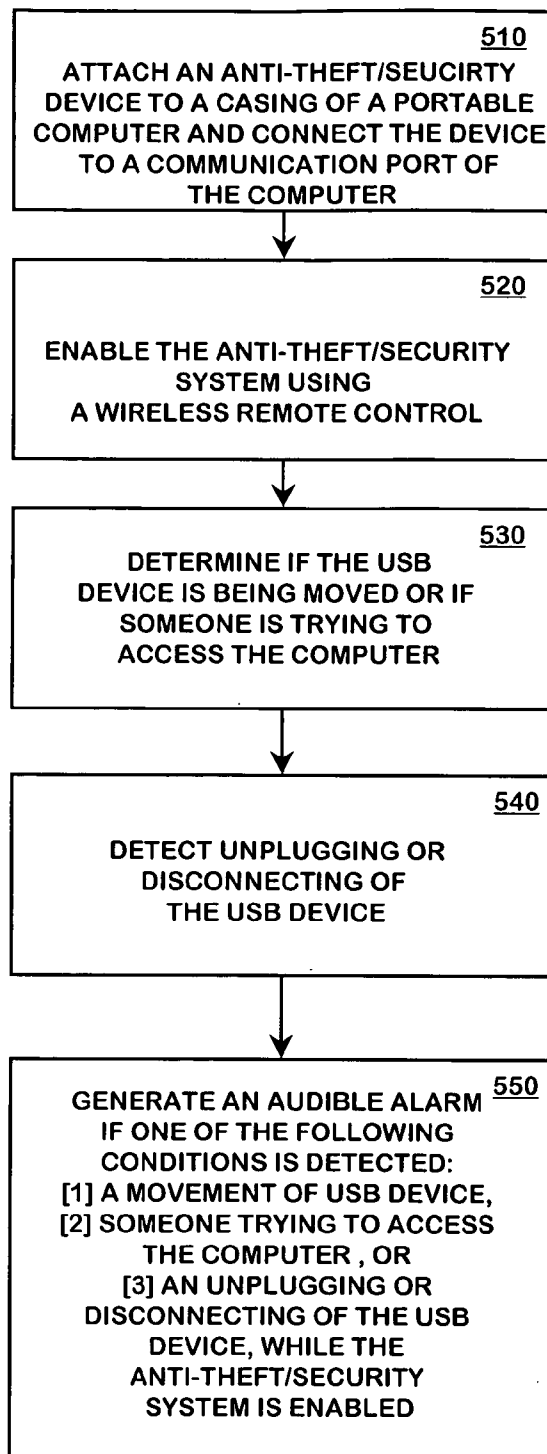 510
ATTACH AN ANTI-THEFT/SEUCIRTY
DEVICE TO A CASING OF A PORTABLE
COMPUTER AND CONNECT THE DEVICE
TO A COMMUNICATION PORT OF
THE COMPUTER
520
ENABLE THE ANTI-THEFT/SECURITY
SYSTEM USING
A WIRELESS REMOTE CONTROL
530
DETERMINE IF THE USB
DEVICE IS BEING MOVED OR IF
SOMEONE IS TRYING TO
ACCESS THE COMPUTER
540
DETECT UNPLUGGING OR
DISCONNECTING OF
THE USB DEVICE
550
GENERATE AN AUDIBLE ALARM
IF ONE OF THE FOLLOWING
CONDITIONS IS DETECTED:
[1] A MOVEMENT OF USB DEVICE,
[2] SOMEONE TRYING TO ACCESS
THE COMPUTER , OR
[3] AN UNPLUGGING OR
DISCONNECTING OF THE USB
DEVICE, WHILE THE
ANTI-THEFT/SECURITY
SYSTEM IS ENABLED